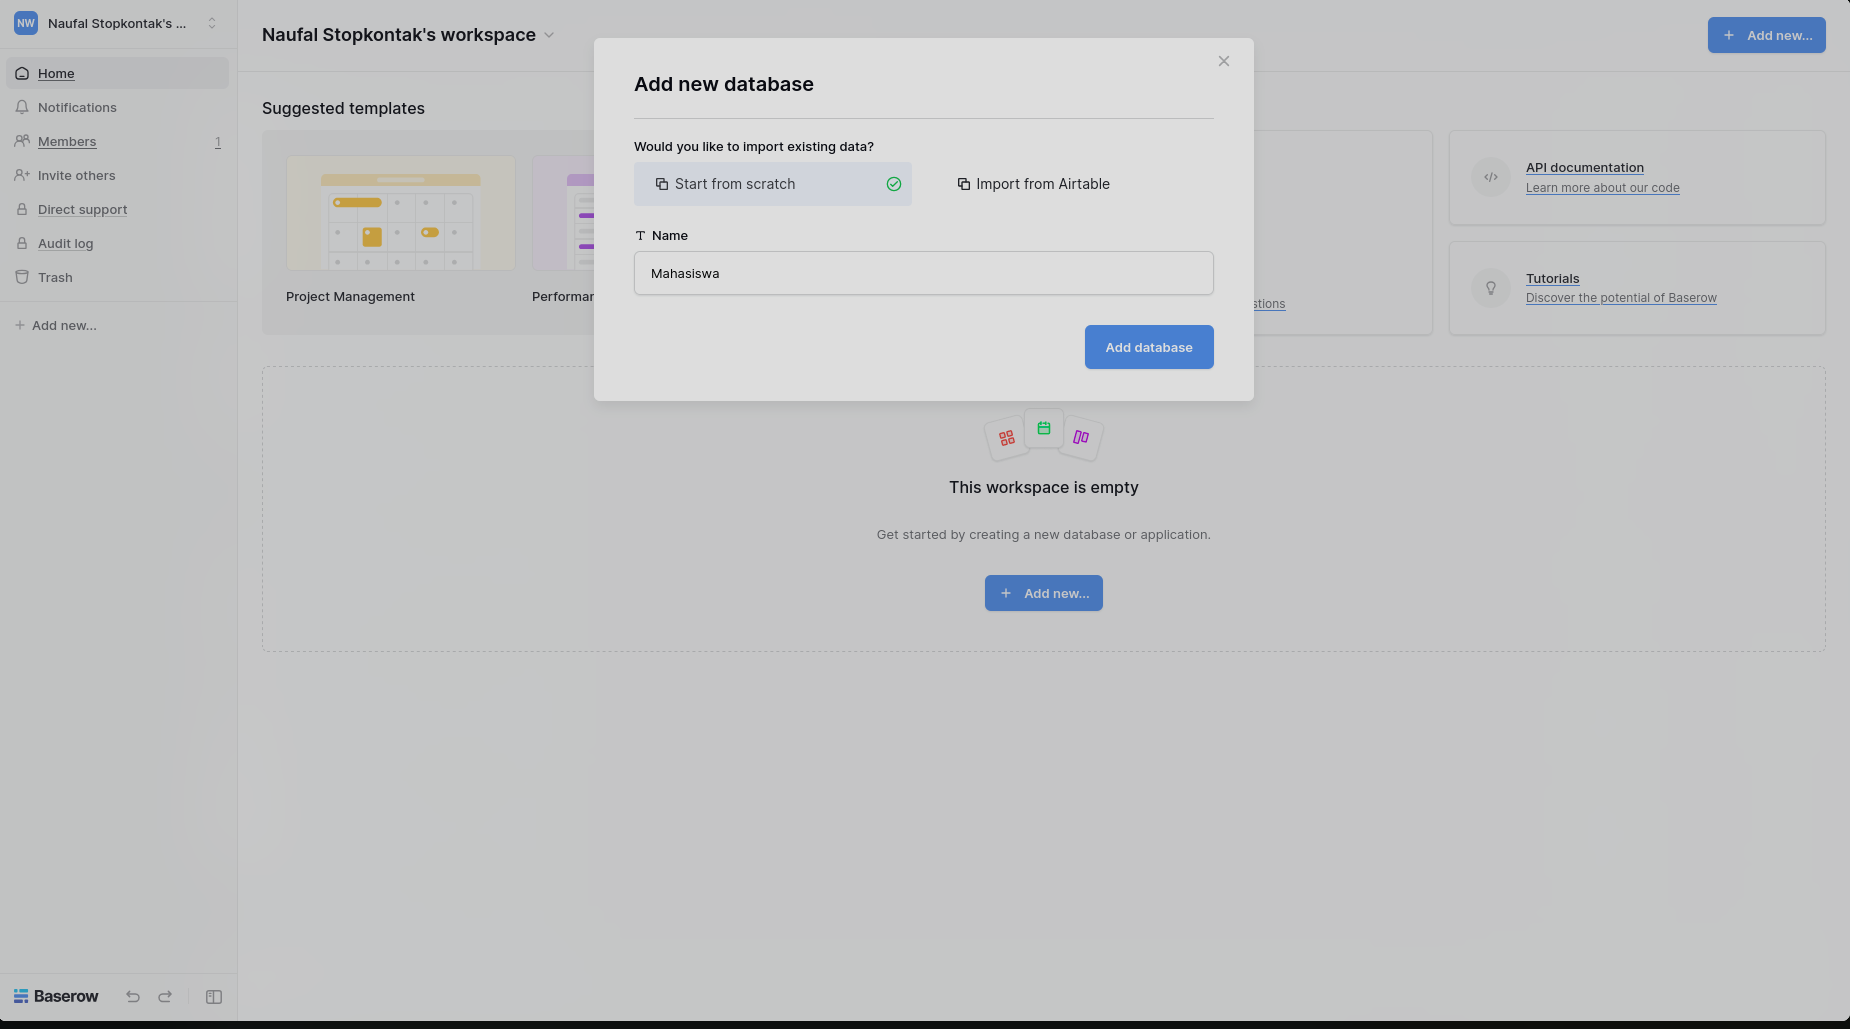 NW Naufal Stopkontak's ...
Home
Notifications
Members 1
Invite others
Direct support
Audit log
Trash
Add new...
Baserow
Naufal Stopkontak's workspace
Add new...
Suggested templates
Project Management
API documentation
Learn more about our code
Tutorials
Discover the potential of Baserow
Add new database
Would you like to import existing data?
Start from scratch
Import from Airtable
Name
Mahasiswa
Add database
This workspace is empty
Get started by creating a new database or application.
Add new...